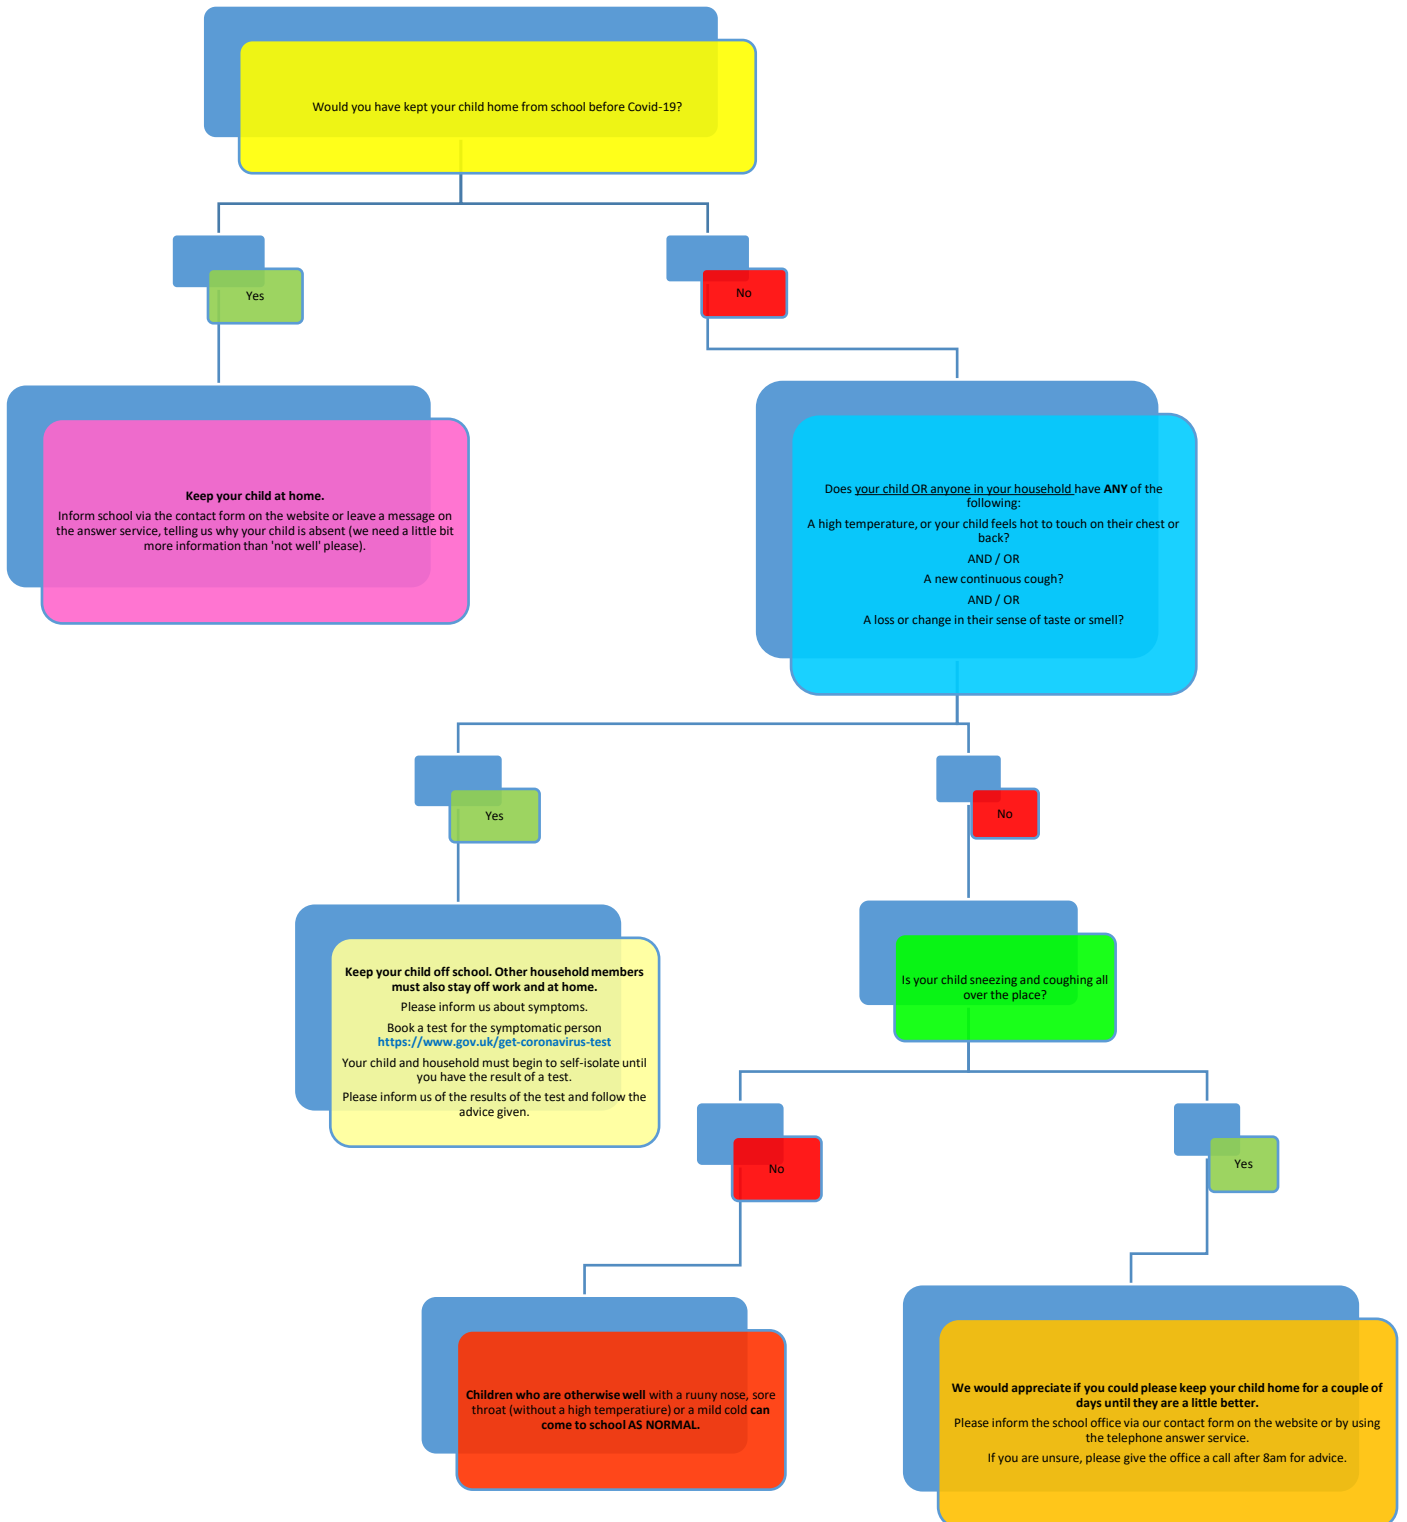 Would you have kept your child home from school before Covid-19?
Yes
No
Keep your child at home.
Inform school via the contact form on the website or leave a message on
the answer service, telling us why your child is absent (we need a little bit
more information than 'not well' please).
Does your child OR anyone in your household have ANY of the
following:
A high temperature, or your child feels hot to touch on their chest or
back?
AND / OR
A new continuous cough?
AND / OR
A loss or change in their sense of taste or smell?
Yes
No
Keep your child off school. Other household members
must also stay off work and at home.
Please inform us about symptoms.
Book a test for the symptomatic person
https://www.gov.uk/get-coronavirus-test
Your child and household must begin to self-isolate until
you have the result of a test.
Please inform us of the results of the test and follow the
advice given.
Is your child sneezing and coughing all
over the place?
No
Yes
Children who are otherwise well with a ruuny nose, sore
throat (without a high temperatiure) or a mild cold can
come to school AS NORMAL.
We would appreciate if you could please keep your child home for a couple of
days until they are a little better.
Please inform the school office via our contact form on the website or by using
the telephone answer service.
If you are unsure, please give the office a call after 8am for advice.